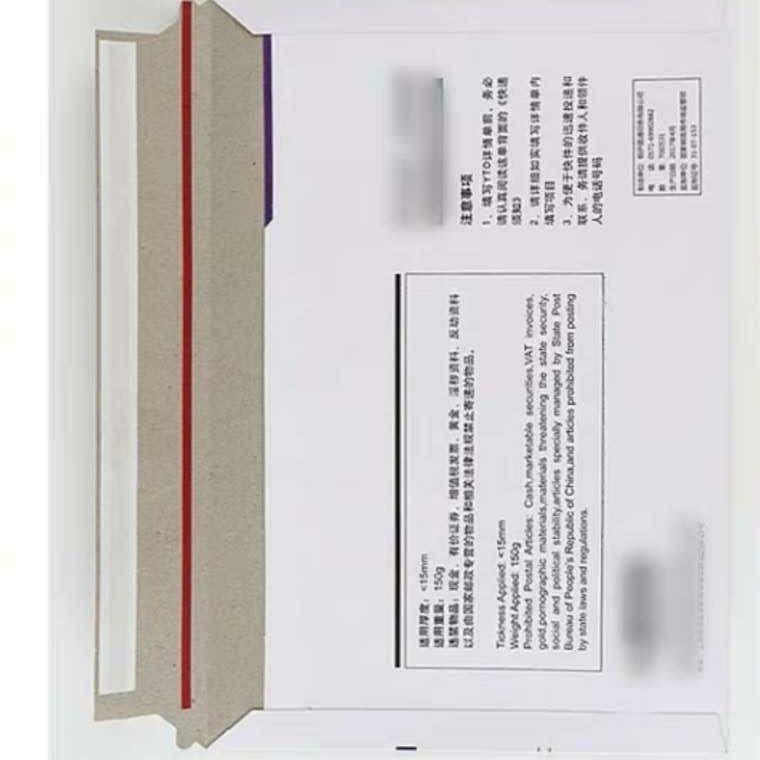 注意事项
1、填写YTO详情单前，务必
请认真阅读该单背面的《快递
须知》
2、请详细如实填写详情单内
填写项目
3、为便于快件的迅速投递和
联系，务请提供收件人和领件
人的电话号码
适用厚度：<15mm
适用重量：150g
违禁物品：现金、有价证券、增值税发票、黄金、淫秽资料、反动资料
以及由国家邮政专营的物品和相关法律法规禁止寄递的物品。
Tickness Applied: <15mm
Weight Applied: 150g
Prohibited Postal Articles: Cash,marketable securities,VAT invoices,
gold,pornographic materials,materials threatening the state security,
social and political stability,articles specially managed by State Post
Bureau of People's Republic of China,and articles prohibited from posting
by state laws and regulations.